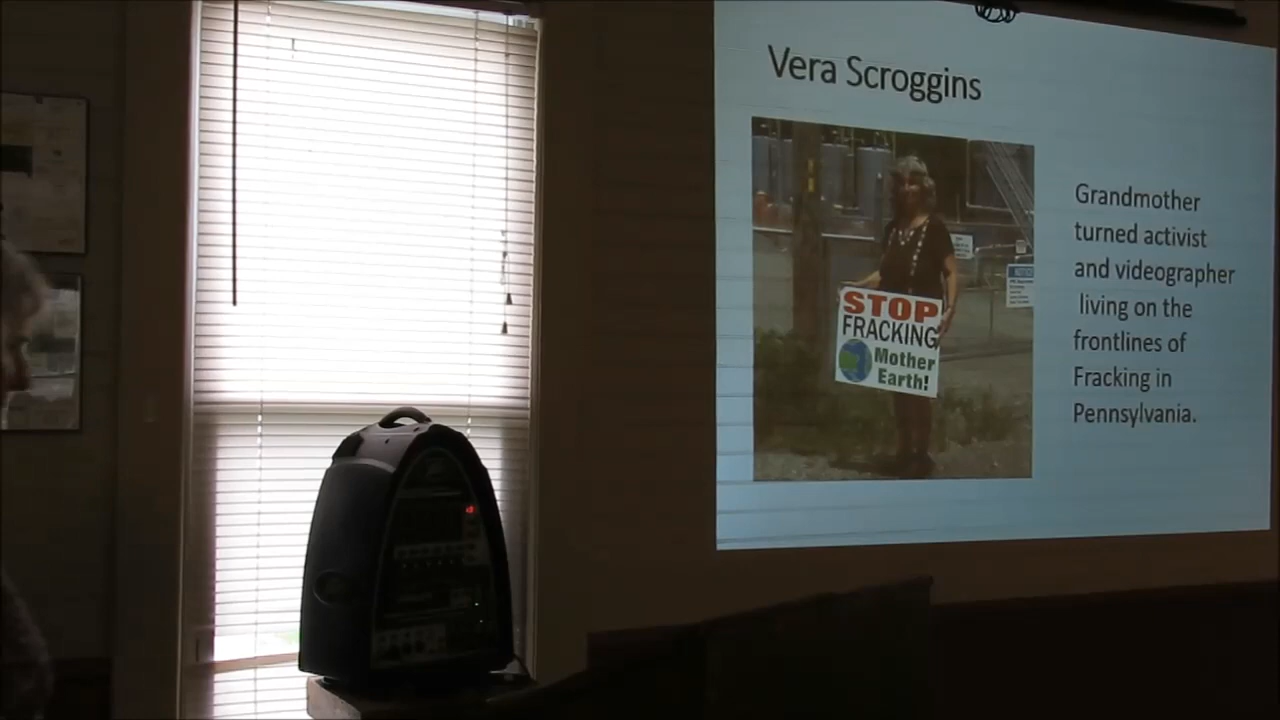 Vera Scroggins
STOP
FRACKING
Mother
Earth!
Grandmother
turned activist
and videographer
living on the
frontlines of
Fracking in
Pennsylvania.